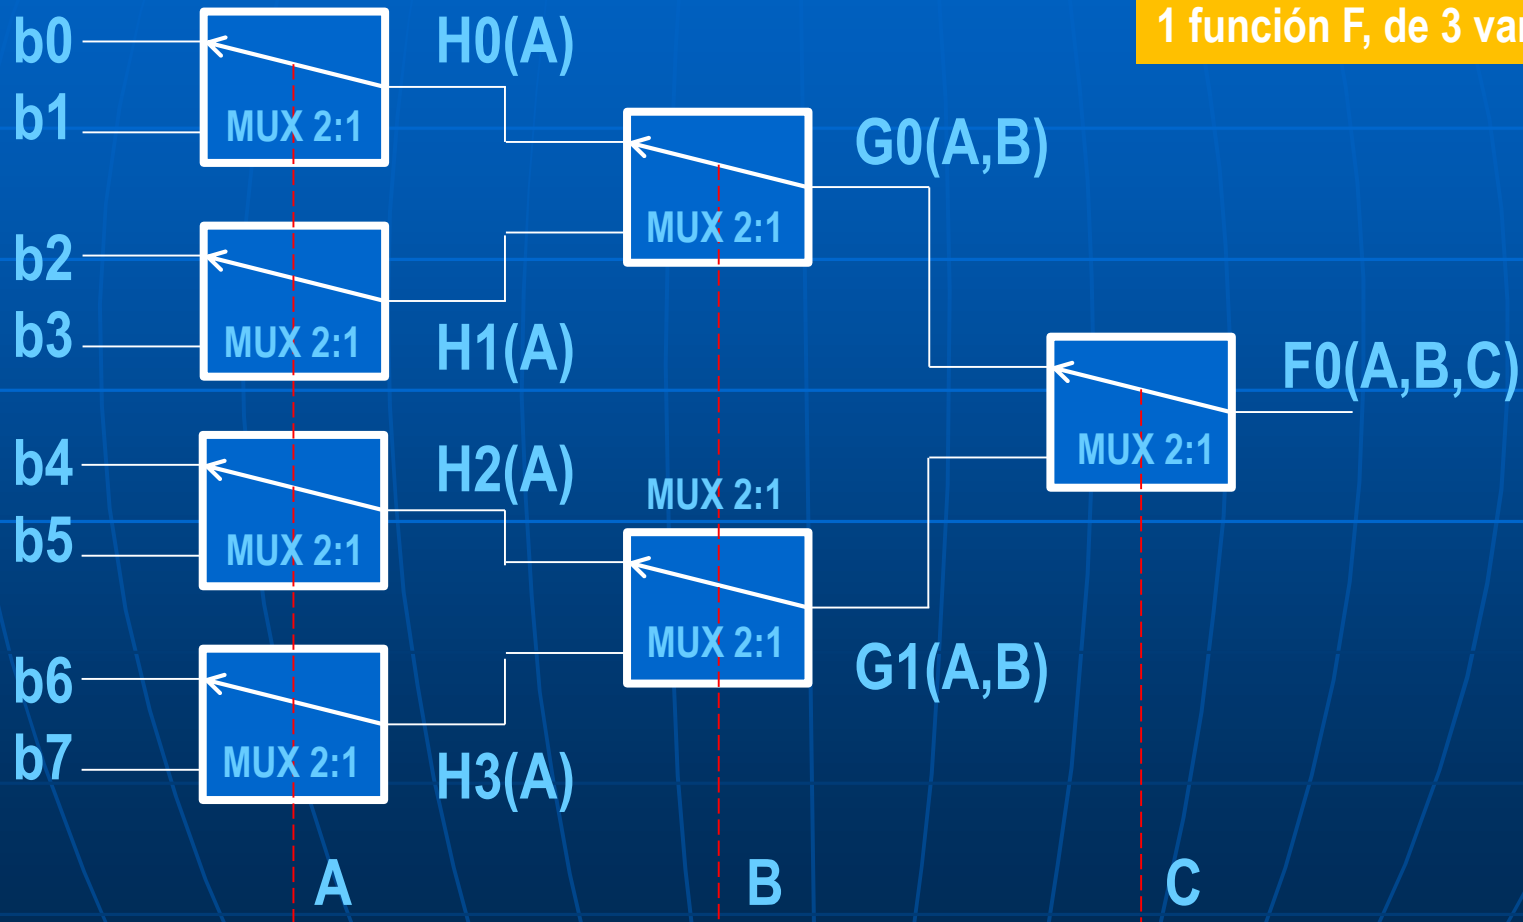 1 función F, de 3
b0
H0(A)
b1
MUX 2:1
G0(A,B)
b2
MUX 2:1
b3
MUX 2:1
H1(A)
F0(A,B,C)
b4
H2(A)
MUX 2:1
MUX 2:1
b5
MUX 2:1
MUX 2:1
b6
G1(A,B)
b7
MUX 2:1
H3(A)
A
B
C